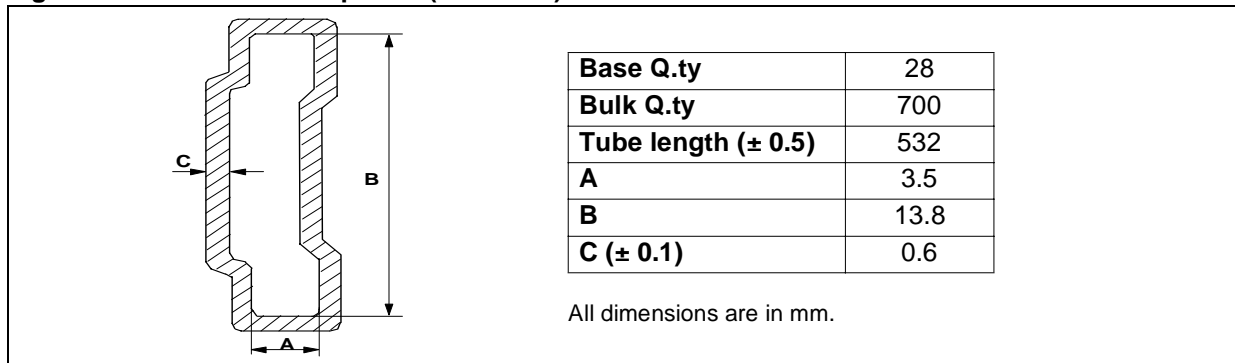 C
B
A
Base Q.ty 28
Bulk Q.ty 700
Tube length (± 0.5) 532
A 3.5
B 13.8
C (± 0.1) 0.6
All dimensions are in mm.